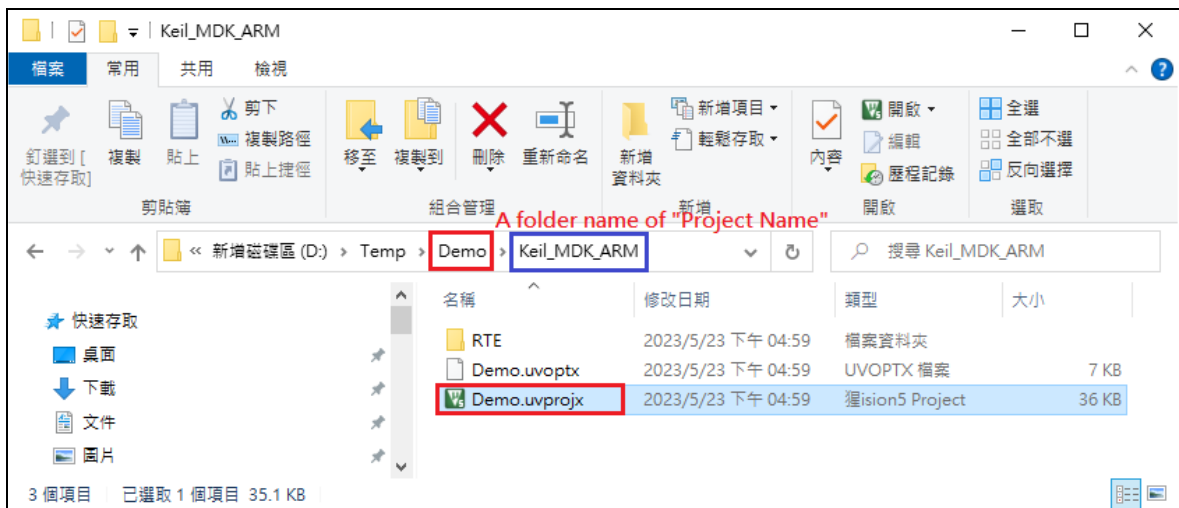 Keil_MDK_ARM
檔案 常用 共用 檢視
釘選到 [
快速存取]
複製
貼上
剪下
複製路徑
貼上捷徑
移至
複製到
刪除
重新命名
新增
資料夾
新增項目
輕鬆存取
內容
開啟
編輯
歷程記錄
全選
全部不選
反向選擇
剪貼簿 組合管理 新增 開啟 選取
A folder name of "Project Name"
« 新增磁碟區 (D:) › Temp › Demo › Keil_MDK_ARM
搜尋 Keil_MDK_ARM
快速存取
桌面
下載
文件
圖片
名稱 修改日期 類型 大小
RTE 2023/5/23 下午 04:59 檔案資料夾
Demo.uvoptx 2023/5/23 下午 04:59 UVOPTX 檔案 7 KB
Demo.uvprojx 2023/5/23 下午 04:59 猩ision5 Project 36 KB
3 個項目 已選取 1 個項目 35.1 KB